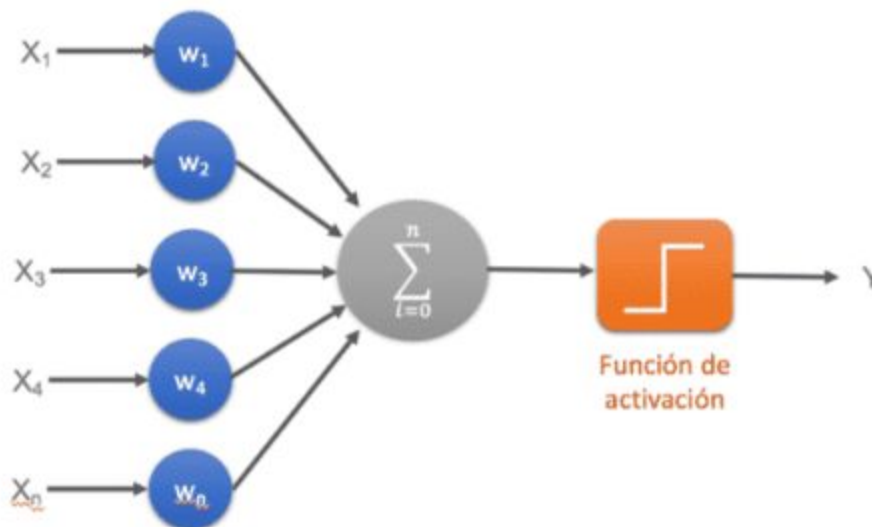 X₁ w₁
X₂ w₂
X₃ w₃
X₄ w₄
Xₙ wₙ
n
∑
i=0
Función de
activación
Y